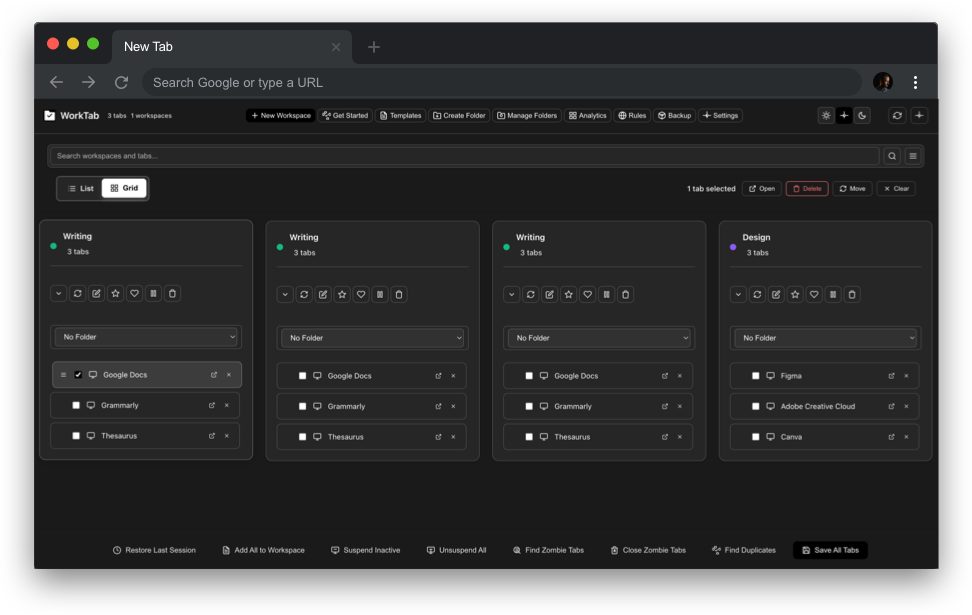 New Tab
Search Google or type a URL
WorkTab 3 tabs 1 workspaces New Workspace Get Started Templates Create Folder Manage Folders Analytics Rules Backup Settings
Search workspaces and tabs...
List Grid 1 tab selected Open Delete Move Clear
Writing
3 tabs
No Folder
Google Docs
Grammarly
Thesaurus
Writing
3 tabs
No Folder
Google Docs
Grammarly
Thesaurus
Writing
3 tabs
No Folder
Google Docs
Grammarly
Thesaurus
Design
3 tabs
No Folder
Figma
Adobe Creative Cloud
Canva
Restore Last Session Add All to Workspace Suspend Inactive Unsuspend All Find Zombie Tabs Close Zombie Tabs Find Duplicates Save All Tabs